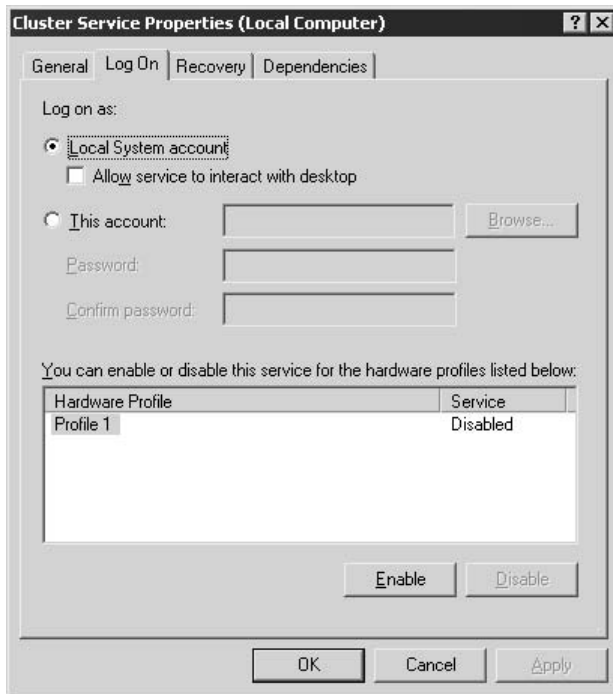 Cluster Service Properties (Local Computer) ? X
General Log On Recovery Dependencies
Log on as:
Local System account
Allow service to interact with desktop
This account: Browse...
Password:
Confirm password:
You can enable or disable this service for the hardware profiles listed below:
Hardware Profile Service
Profile 1 Disabled
Enable Disable
OK Cancel Apply